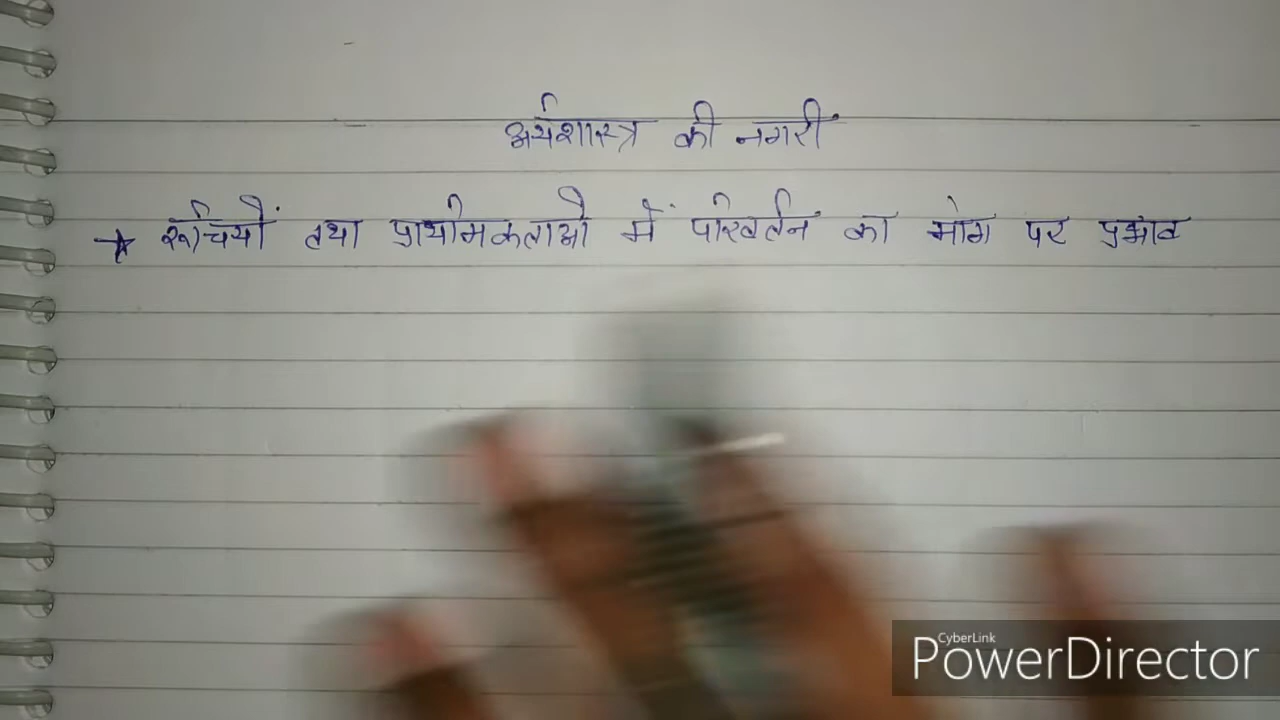 अर्थशास्त्र की नगरी
★ रूचियों तथा प्राथमिकताओ में परिवर्तन का माँग पर प्रभाव
CyberLink
PowerDirector